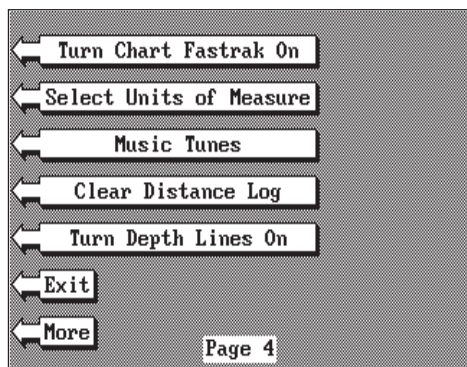 Turn Chart Fastrak On
Select Units of Measure
Music Tunes
Clear Distance Log
Turn Depth Lines On
Exit
More
Page 4